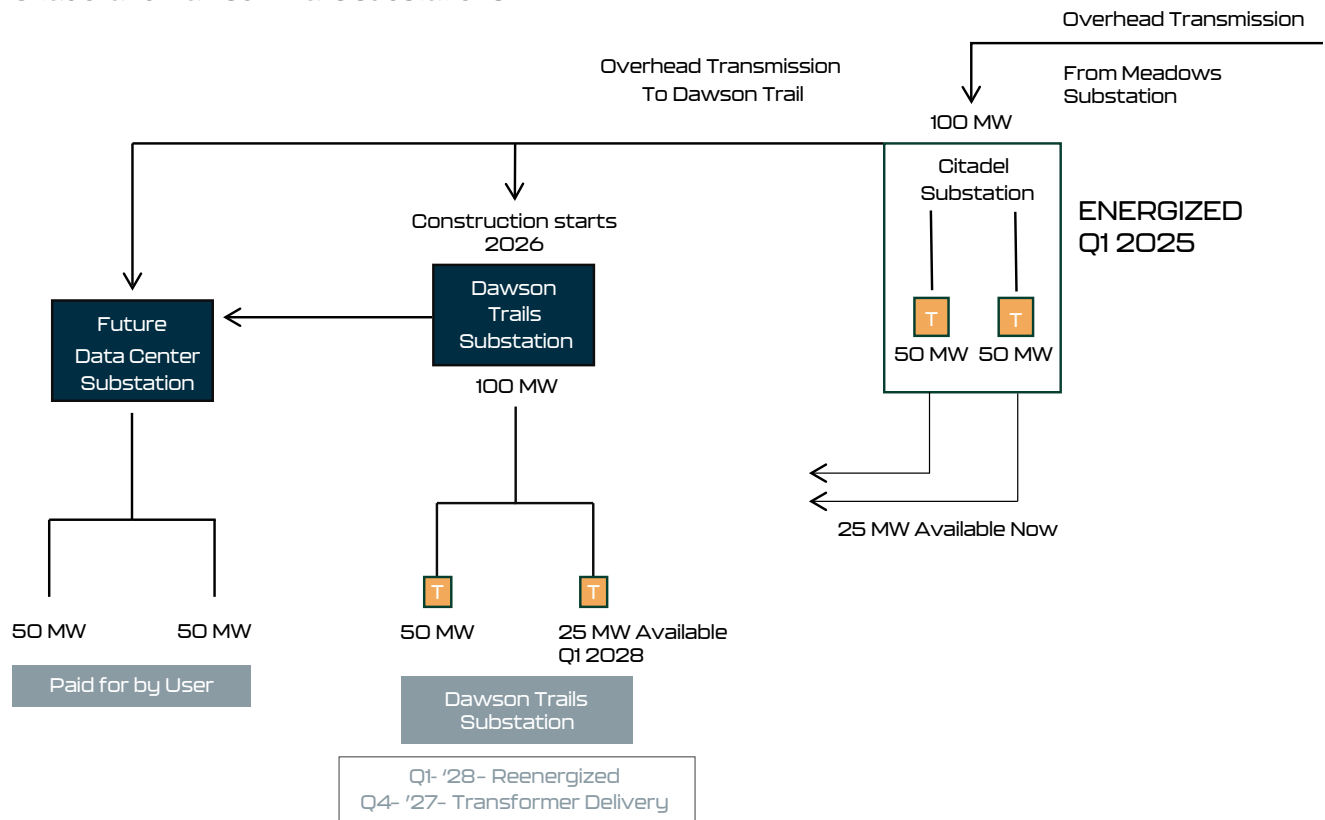 Overhead Transmission
From Meadows
Substation
Overhead Transmission
To Dawson Trail
100 MW
Citadel
Substation
T
T
50 MW
50 MW
ENERGIZED
Q1 2025
25 MW Available Now
Construction starts
2026
Dawson
Trails
Substation
100 MW
Future
Data Center
Substation
50 MW
50 MW
Paid for by User
T
T
50 MW
25 MW Available
Q1 2028
Dawson Trails
Substation
Q1- '28- Reenergized
Q4- '27- Transformer Delivery